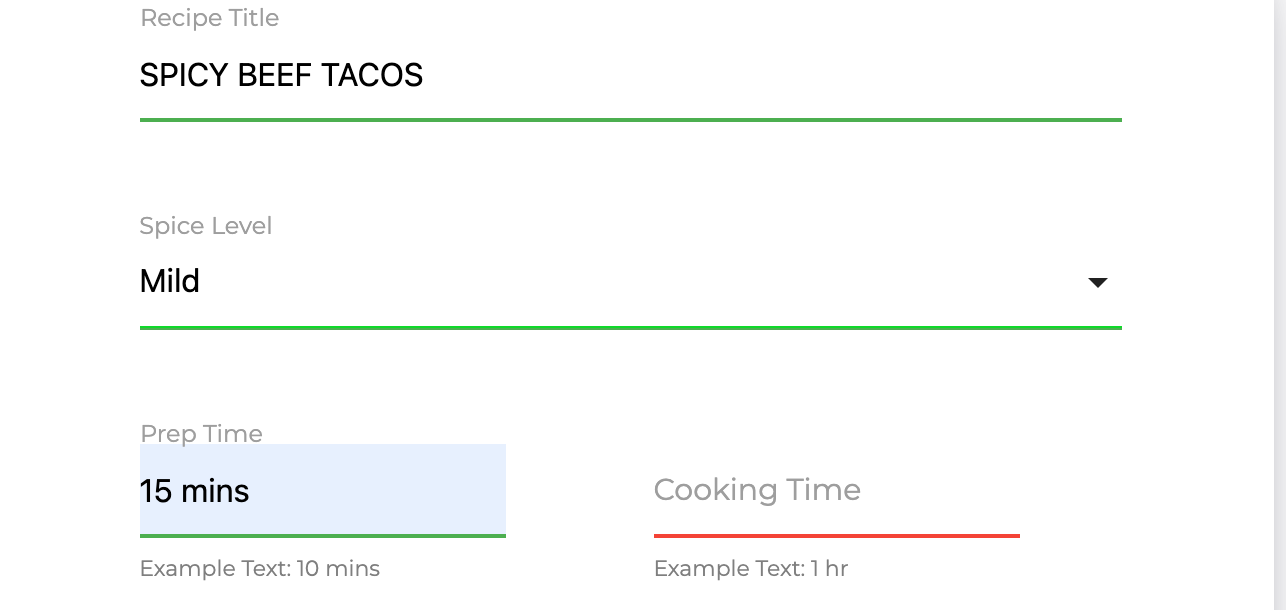 Recipe Title
SPICY BEEF TACOS
Spice Level
Mild
Prep Time
15 mins
Cooking Time
Example Text: 10 mins
Example Text: 1 hr